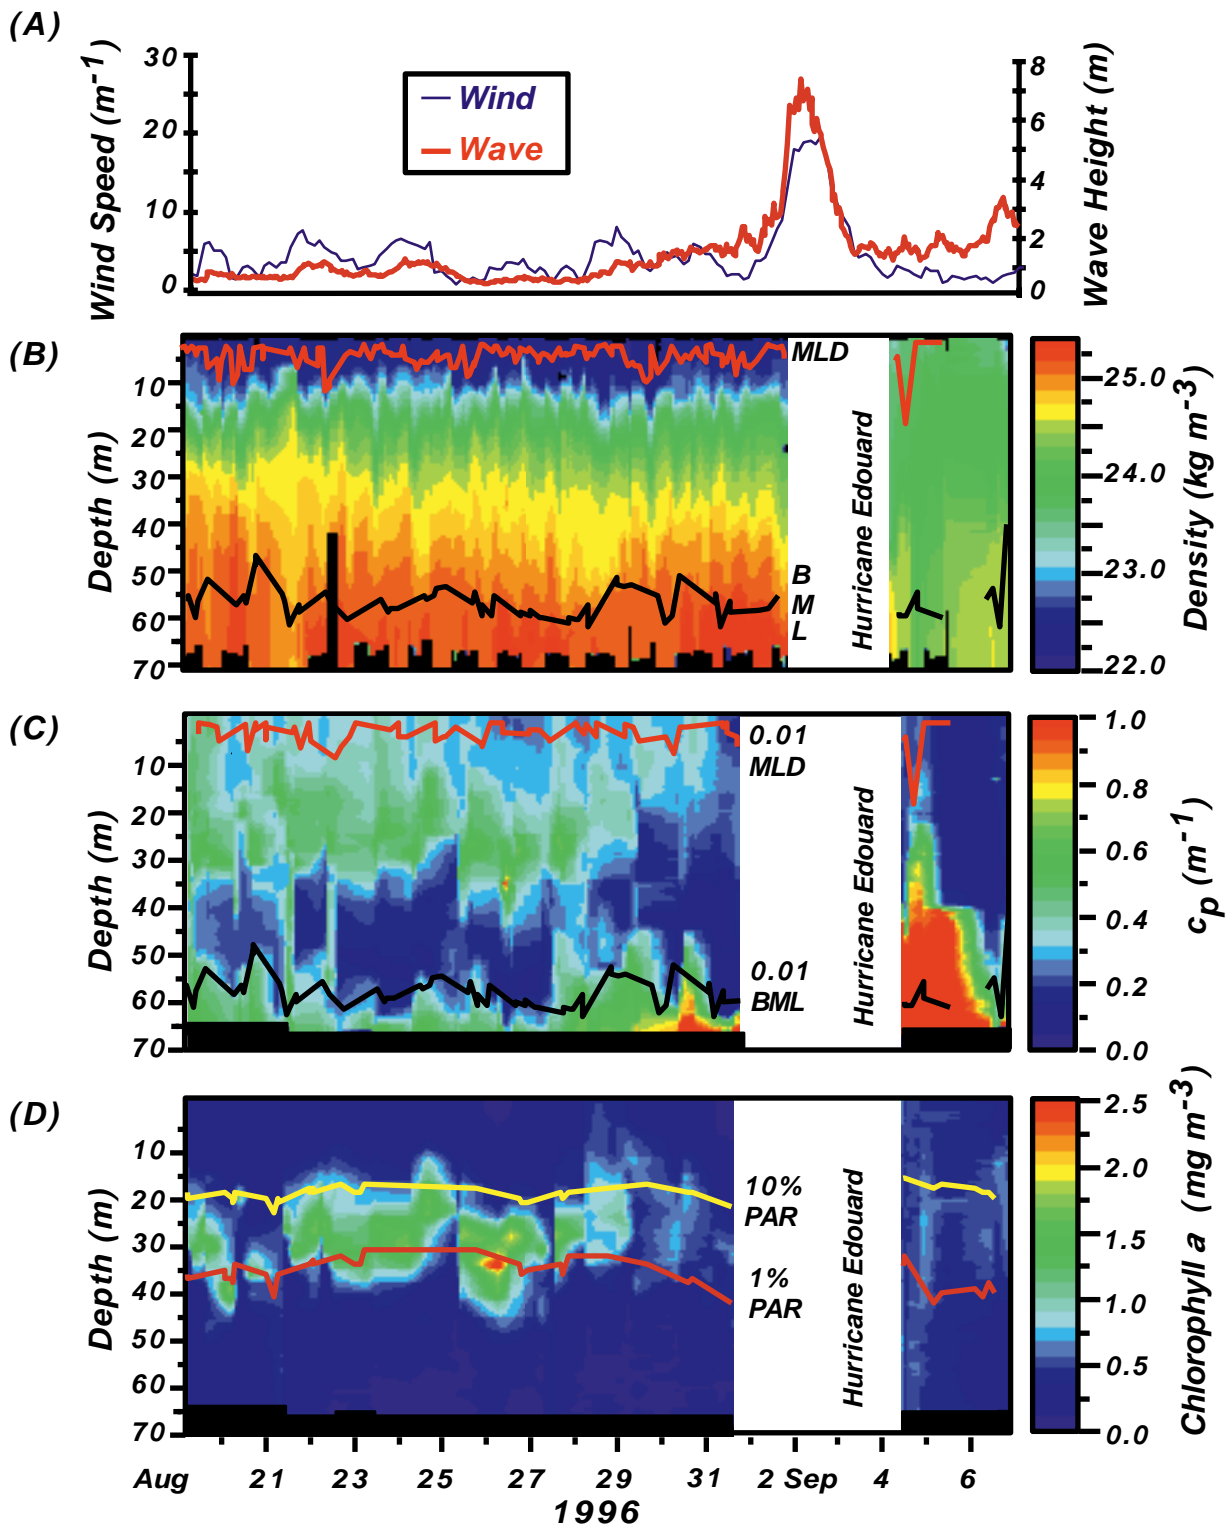 (A)
Wind Speed (m-1)
30
20
10
0
Wind
Wave
8
6
4
2
0
Wave Height (m)
(B)
Depth (m)
10
20
30
40
50
60
70
MLD
B
M
L
Hurricane Edouard
25.0
24.0
23.0
22.0
Density (kg m-3)
(C)
Depth (m)
10
20
30
40
50
60
70
0.01
MLD
0.01
BML
Hurricane Edouard
1.0
0.8
0.6
0.4
0.2
0.0
cp (m-1)
(D)
Depth (m)
10
20
30
40
50
60
70
10%
PAR
1%
PAR
Hurricane Edouard
2.5
2.0
1.5
1.0
0.5
0.0
Chlorophyll a (mg m-3)
Aug 21 23 25 27 29 31 2 Sep 4 6
1996